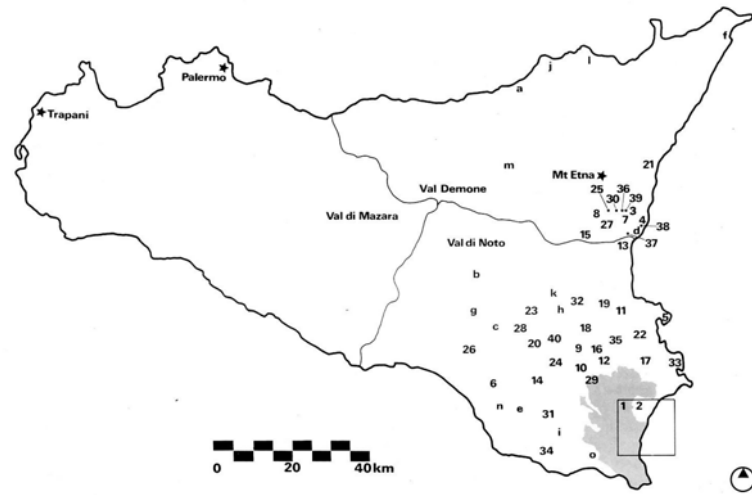 f
l
j
Palermo
a
Trapani
m
Mt Etna
21
25
36
30
39
8
3
7
4
27
38
d
15
13
37
Val Demone
Val di Mazara
Val di Noto
b
k
g
23
h
32
19
11
5
c
28
18
22
26
20
40
35
9
16
24
12
17
33
10
6
14
29
n
e
31
1
2
i
34
o
0
20
40km